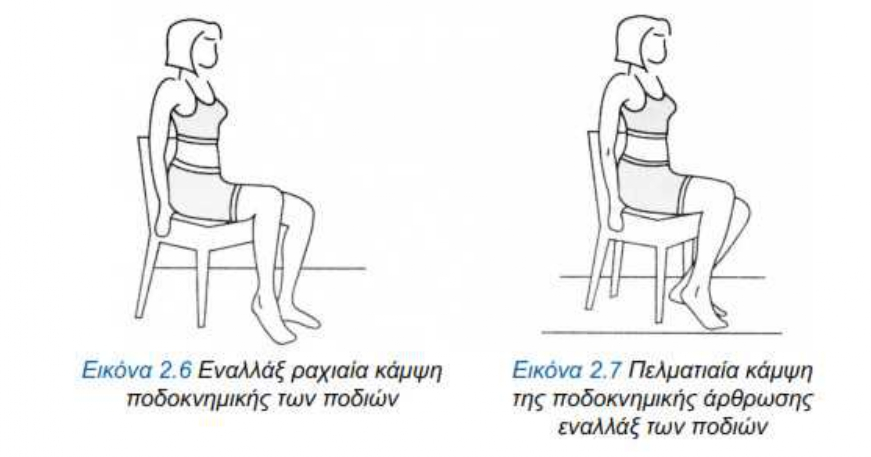 Εικόνα 2.6 Εναλλάξ ραχιαία κάμψη
ποδοκνημικής των ποδιών
Εικόνα 2.7 Πελματιαία κάμψη
της ποδοκνημικής άρθρωσης
εναλλάξ των ποδιών